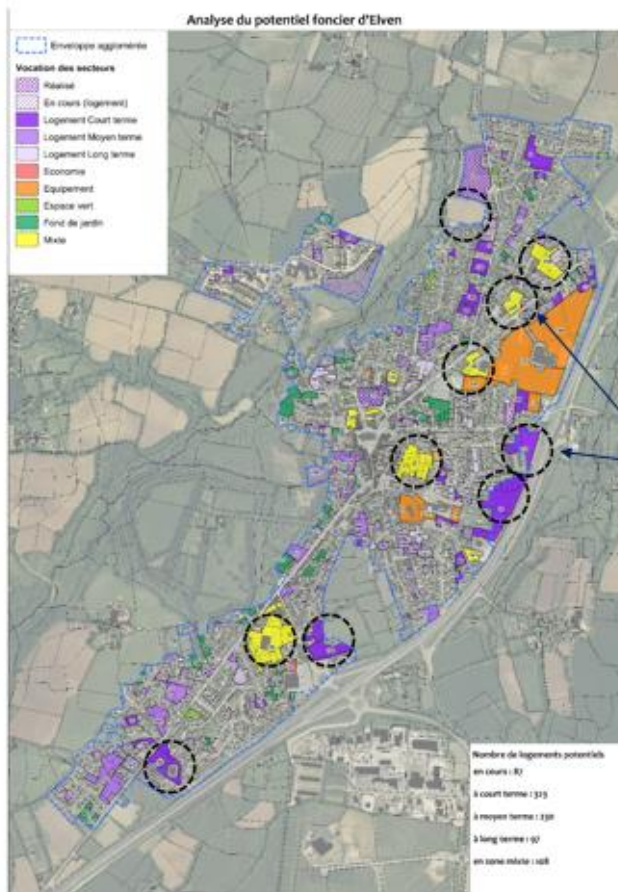 Analyse du potentiel foncier d'Elven
Enveloppe agglomérée
Vocation des secteurs
Réalisé
En cours (logement)
Logement Court terme
Logement Moyen terme
Logement Long terme
Economie
Equipement
Espace vert
Fond de jardin
Mixte
Nombre de logements potentiels
en cours : 87
à court terme : 323
à moyen terme : 230
à long terme : 97
en zone mixte : 108